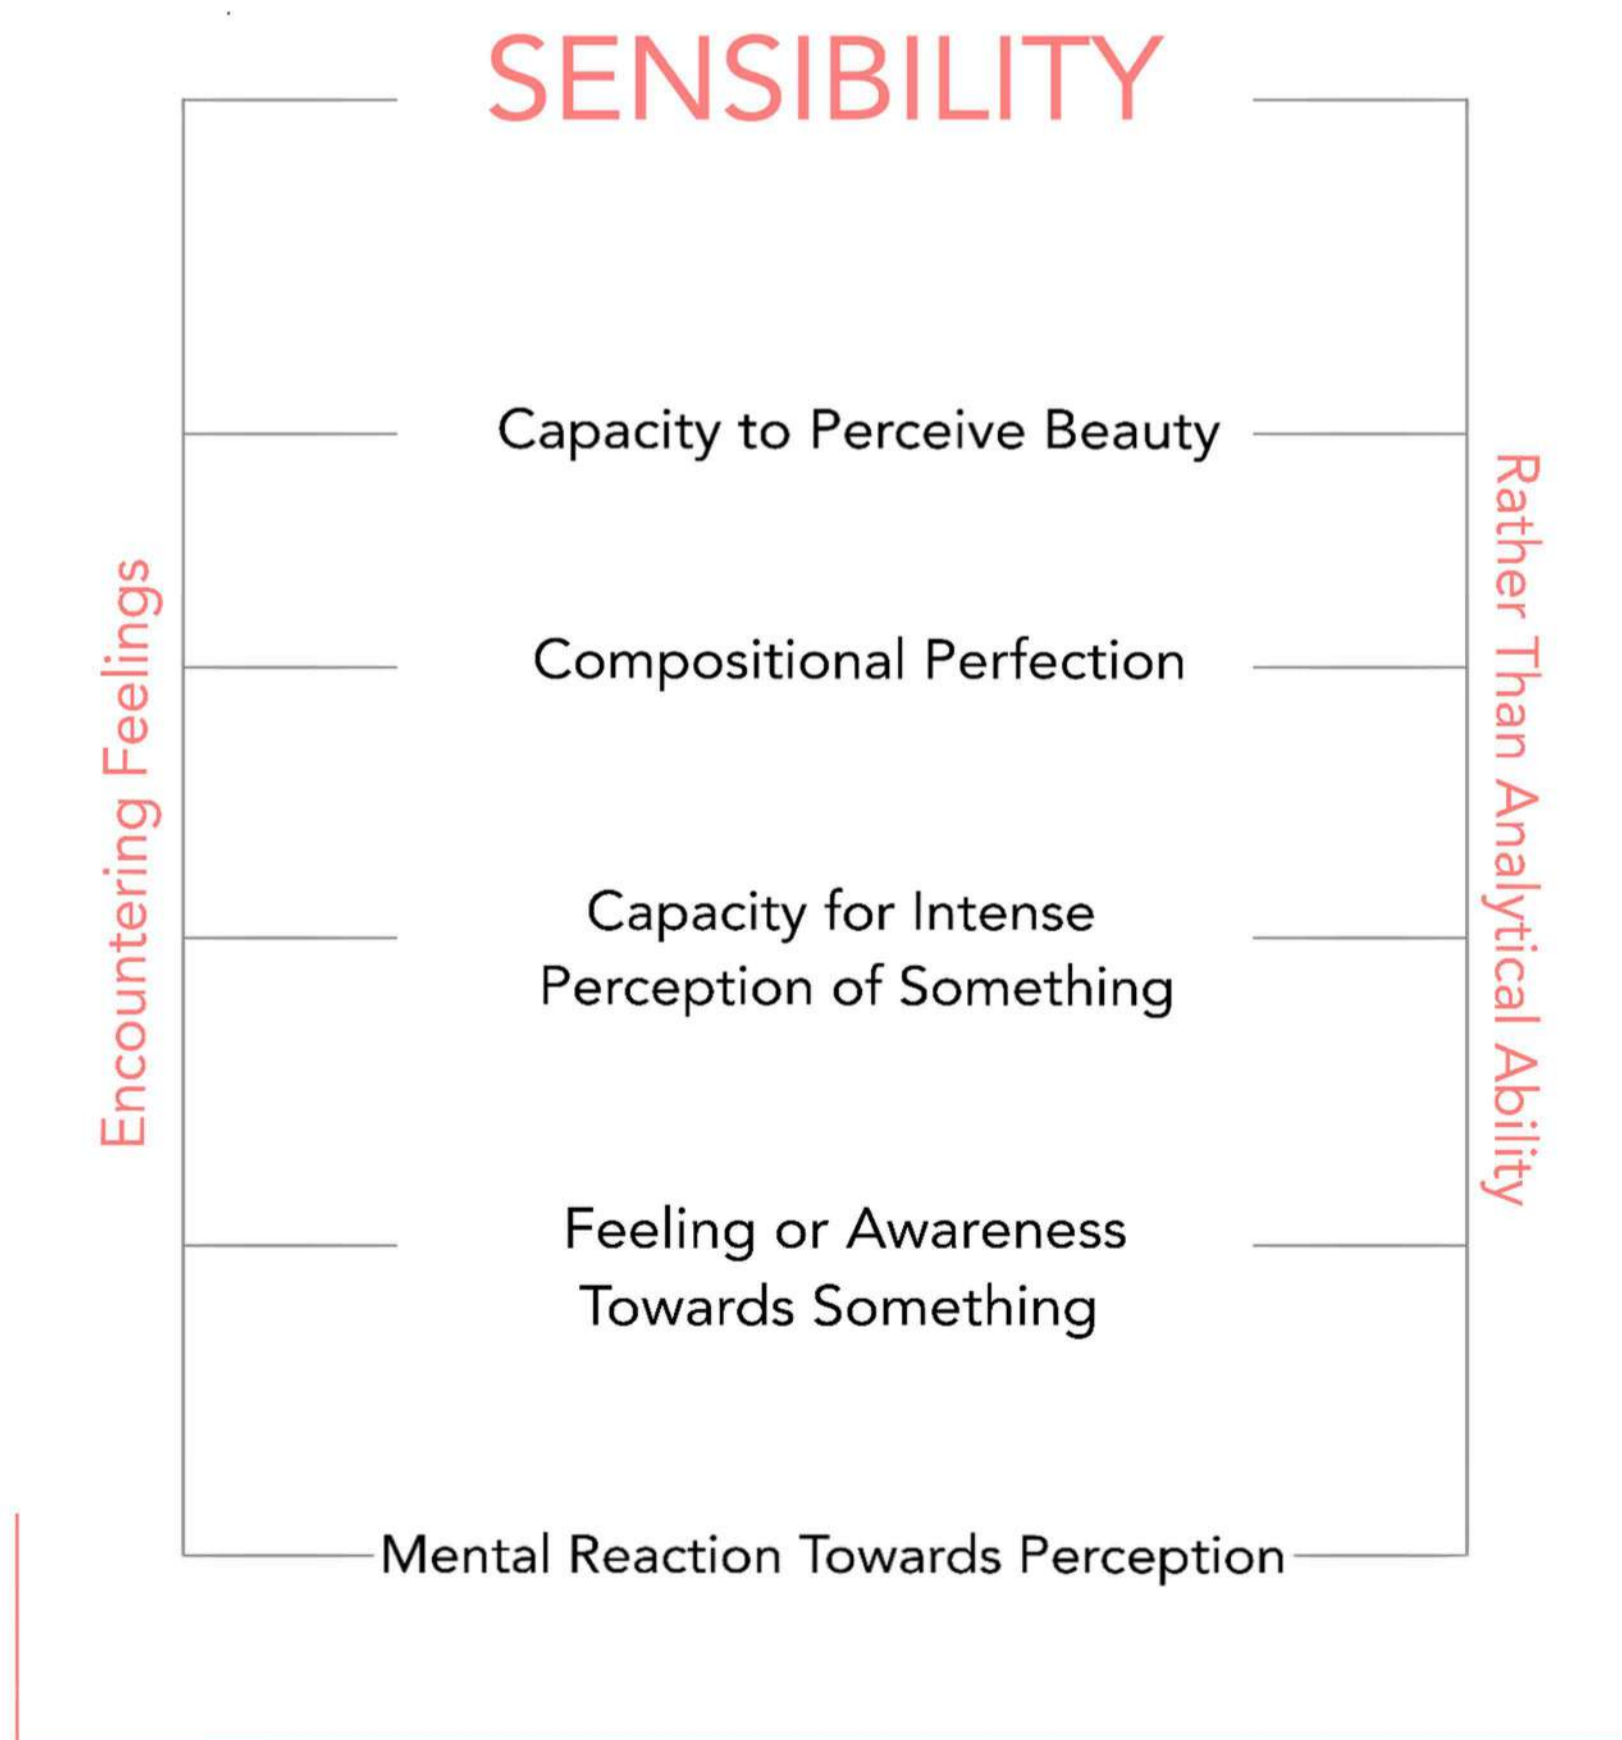 SENSIBILITY
Capacity to Perceive Beauty
Compositional Perfection
Capacity for Intense
Perception of Something
Feeling or Awareness
Towards Something
Mental Reaction Towards Perception
Encountering Feelings
Rather Than Analytical Ability